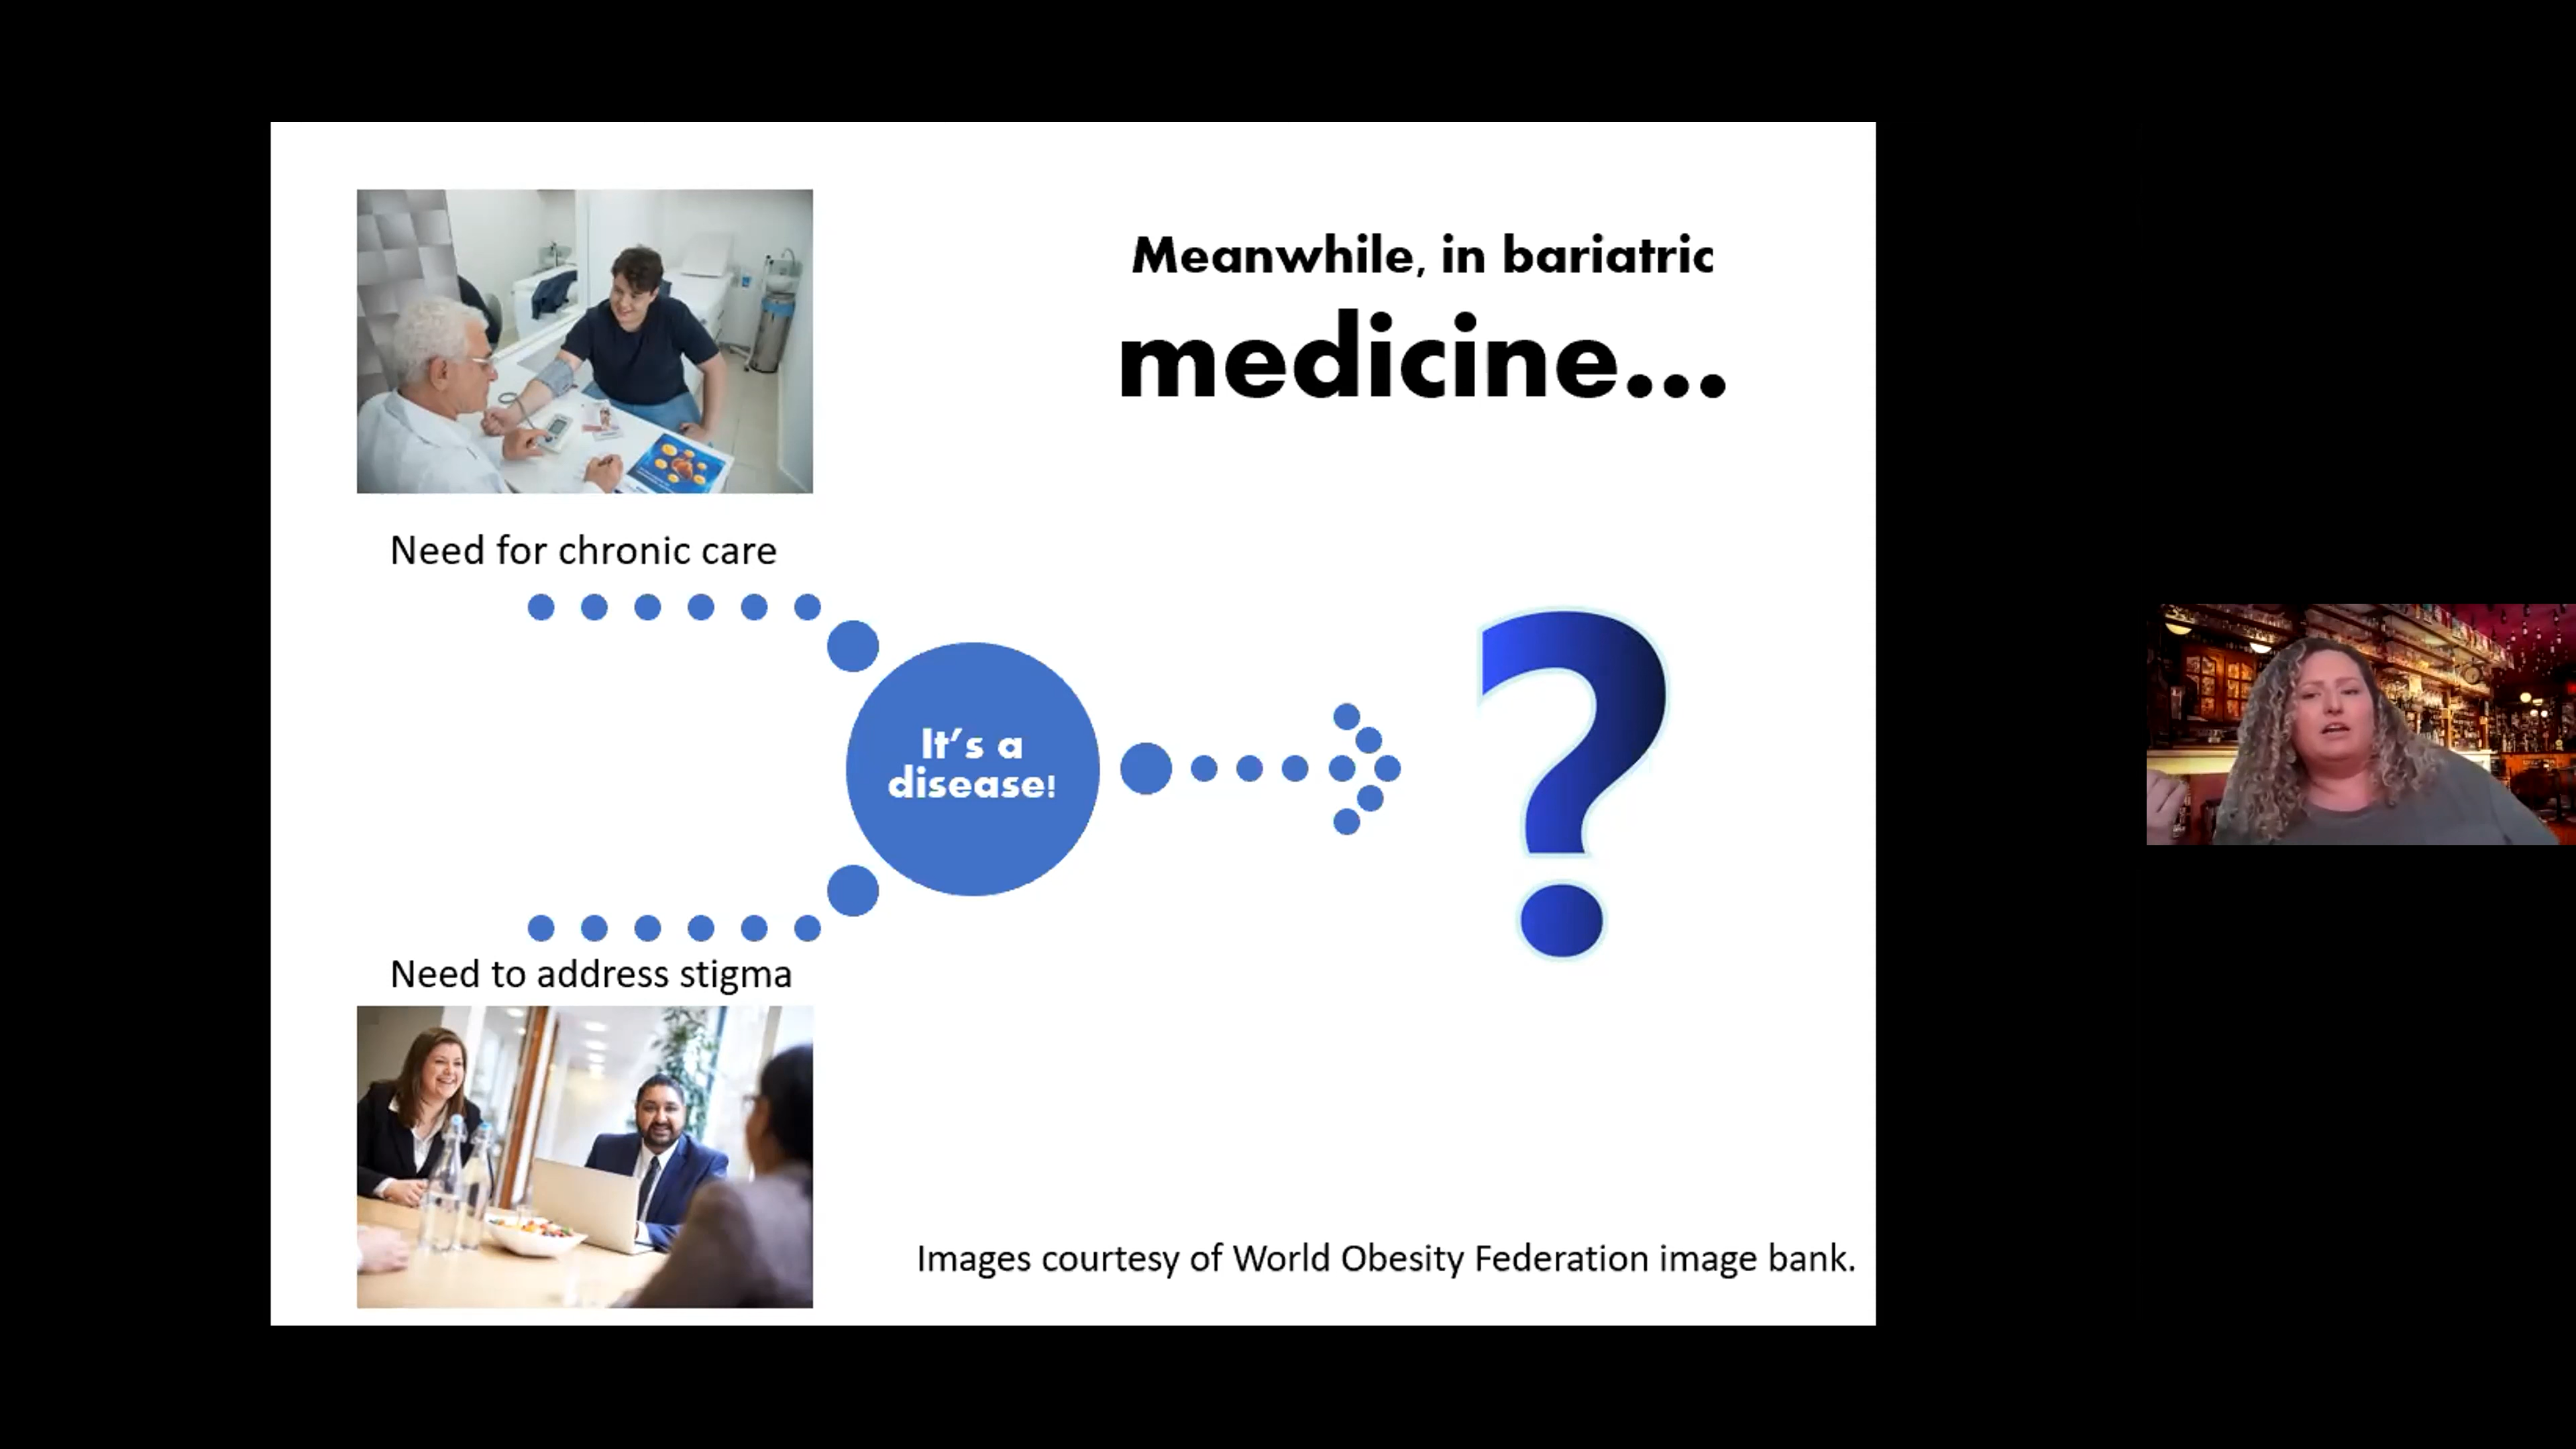 Meanwhile, in bariatric
medicine...
Need for chronic care
It's a
disease!
Need to address stigma
Images courtesy of World Obesity Federation image bank.